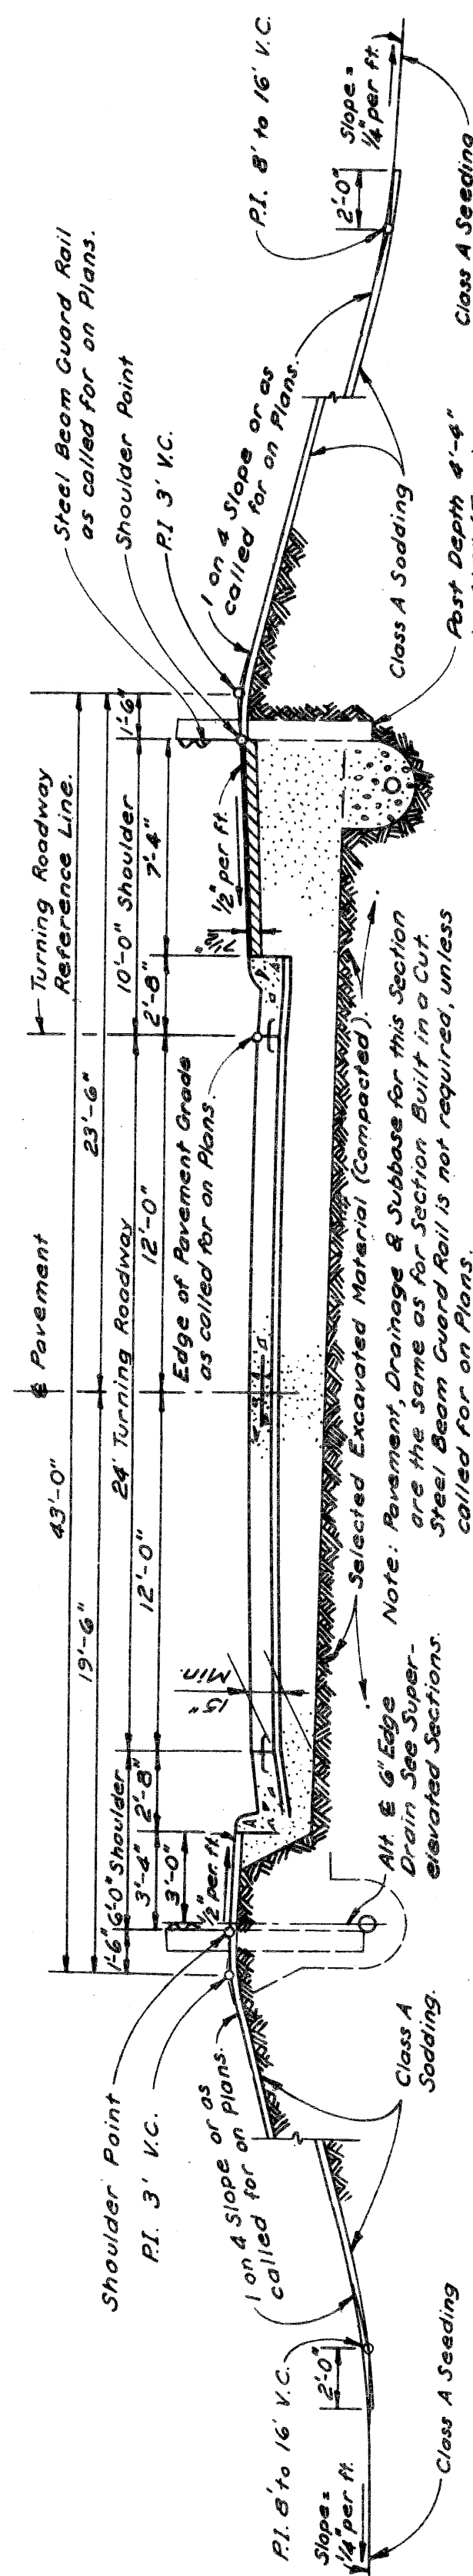 Steel Beam Guard Rail
as called for on Plans.
Shoulder Point
P.I. 3' V.C.
P.I. 8' to 16' V.C.
Slope =
1/4" per ft.
2'-0"
1 on 4 Slope or as
called for on Plans.
Class A Sodding
Class A Seeding
Post Depth 4'-4"
Turning Roadway
Reference Line.
℄ Pavement
43'-0"
19'-6"
23'-6"
1'-6"
6'-0" Shoulder
24' Turning Roadway
10'-0" Shoulder
1'-6"
3'-4"
2'-8"
12'-0"
12'-0"
2'-8"
7'-4"
3'-0"
1/2" per ft.
15"
Min.
Edge of Pavement Grade
as called for on Plans.
1/2" per ft.
Shoulder Point
P.I. 3' V.C.
1 on 4 Slope or as
called for on Plans.
P.I. 8' to 16' V.C.
Slope =
1/4" per ft.
2'-0"
Class A Seeding
Class A
Sodding.
Alt. ℄ 6" Edge
Drain See Super-
elevated Sections.
Selected Excavated Material (Compacted).
Note: Pavement, Drainage & Subbase for this Section
are the same as for Section Built in a Cut.
Steel Beam Guard Rail is not required, unless
called for on Plans.